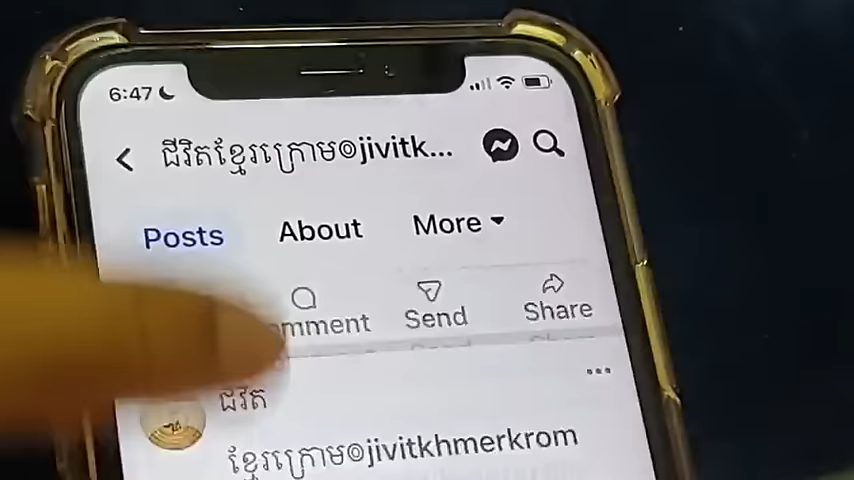 6:47
ជីវិតខ្មែរក្រោម៙jivitk...
Posts About More
Send Share
ជីវិត
ខ្មែរក្រោម៙jivitkhmerkrom